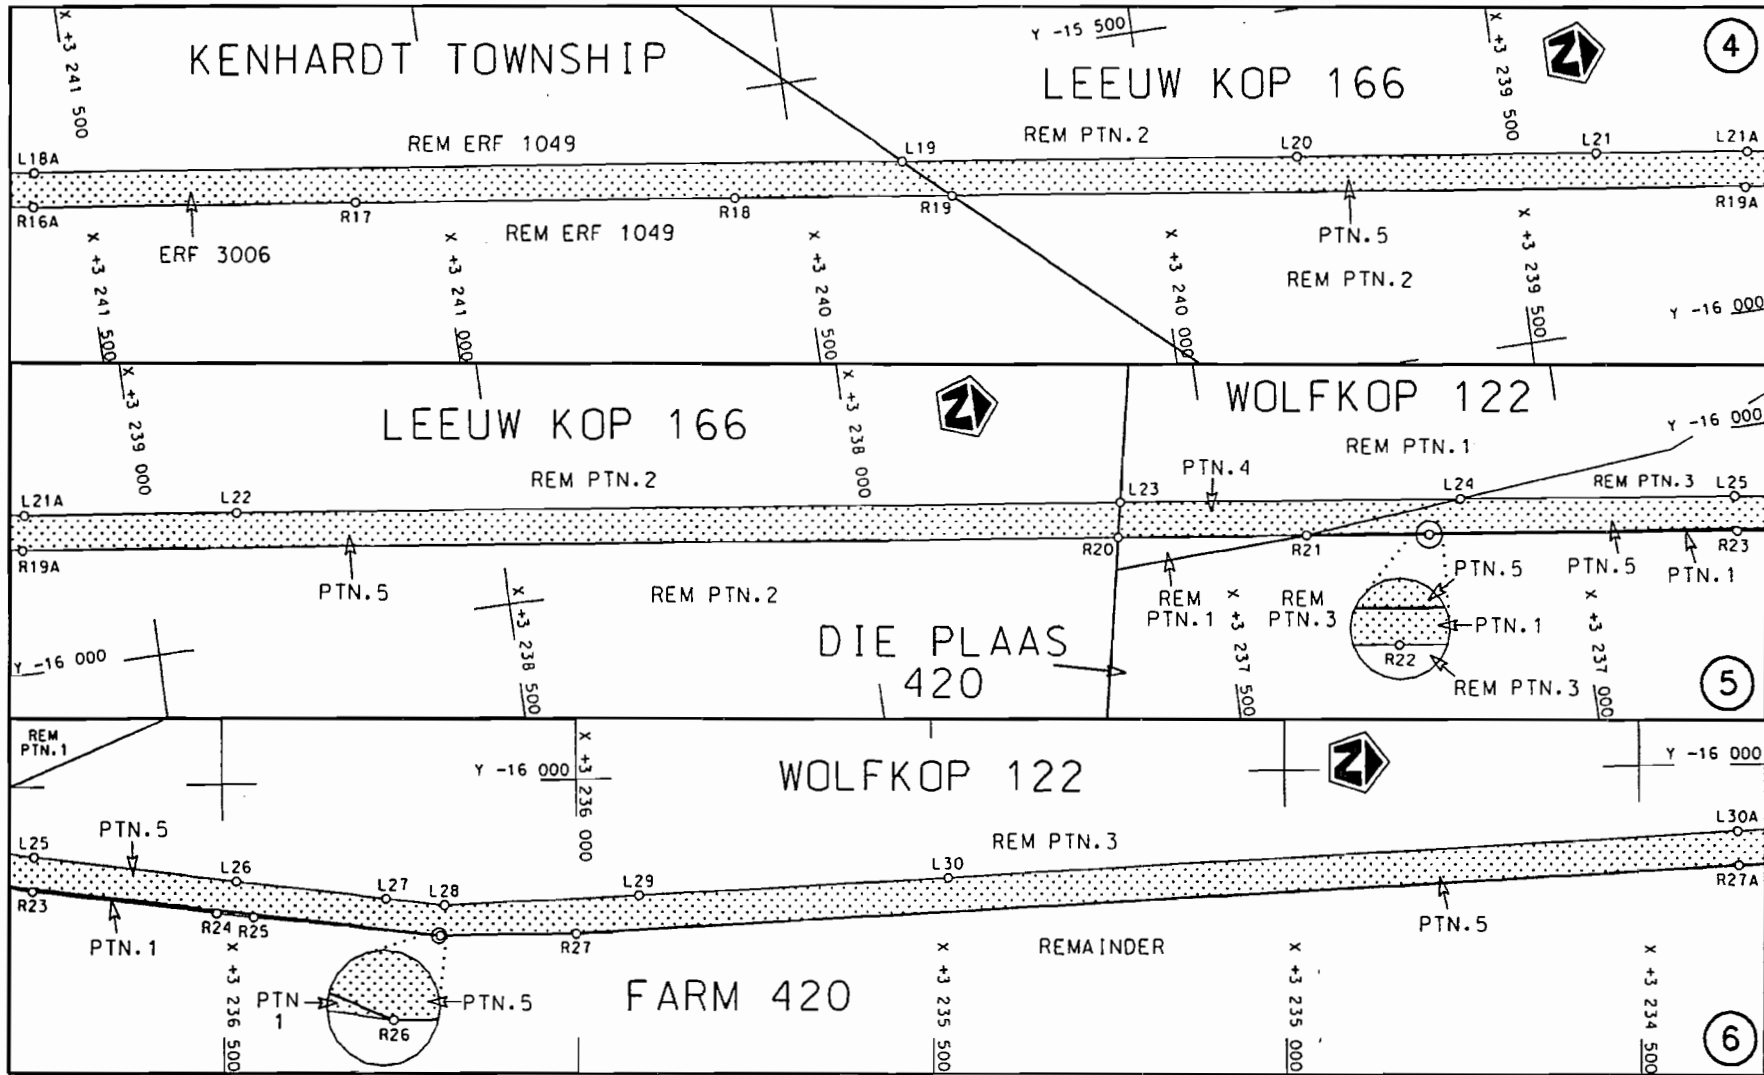 X +3 241 500
KENHARDT TOWNSHIP
Y -15 500
LEEUW KOP 166
X +3 239 500
N
4
L18A
REM ERF 1049
L19
REM PTN.2
L20
L21
L21A
R16A
R17
R18
R19
R19A
ERF 3006
REM ERF 1049
PTN.5
REM PTN.2
X +3 241 500
X +3 241 000
X +3 240 500
X +3 240 000
X +3 239 500
Y -16 000
X +3 239 000
LEEUW KOP 166
X +3 238 000
N
WOLFKOP 122
Y -16 000
REM PTN.1
REM PTN.2
PTN.4
L21A
L22
L23
L24
REM PTN.3
L25
R19A
R20
R21
R23
PTN.5
REM PTN.2
REM
PTN.1
REM
PTN.3
PTN.5
PTN.5
PTN.1
PTN.1
R22
REM PTN.3
Y -16 000
X +3 238 500
DIE PLAAS
420
X +3 237 500
X +3 237 000
5
REM
PTN.1
Y -16 000
X +3 236 000
WOLFKOP 122
N
Y -16 000
PTN.5
REM PTN.3
L25
L26
L27
L28
L29
L30
L30A
R23
R24
R25
R27
R27A
PTN.1
PTN.5
PTN
1
PTN.5
R26
FARM 420
REMAINDER
X +3 236 500
X +3 235 500
X +3 235 000
X +3 234 500
6